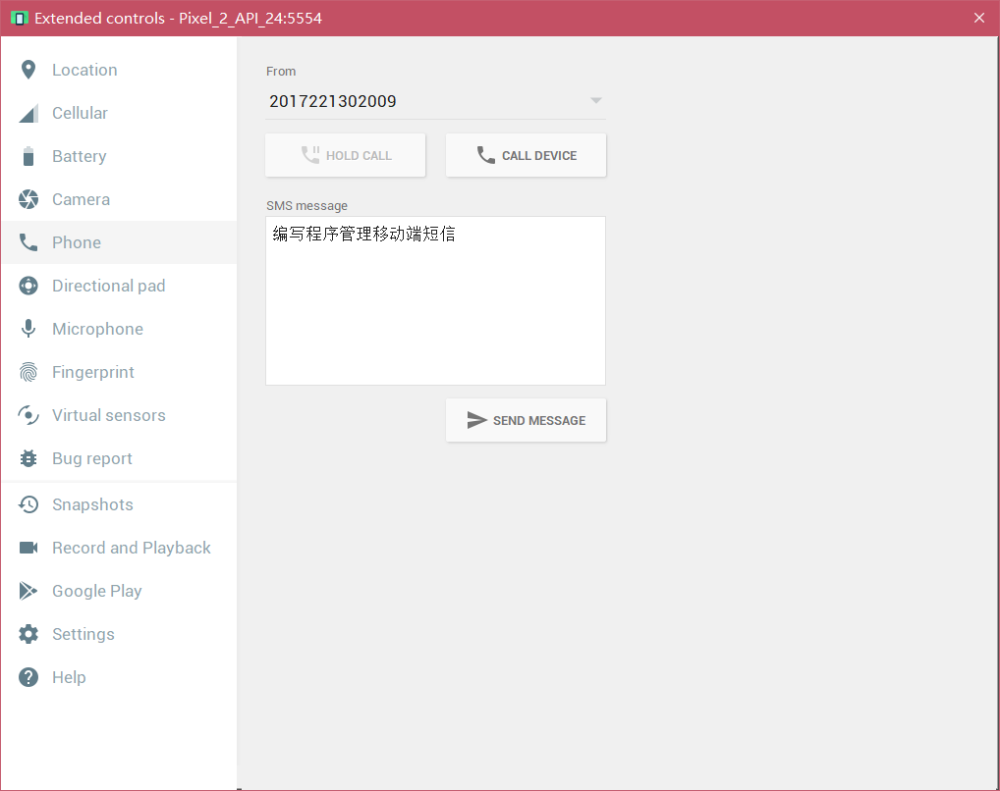 Extended controls - Pixel_2_API_24:5554
Location
Cellular
Battery
Camera
Phone
Directional pad
Microphone
Fingerprint
Virtual sensors
Bug report
Snapshots
Record and Playback
Google Play
Settings
Help
From
2017221302009
HOLD CALL
CALL DEVICE
SMS message
编写程序管理移动端短信
SEND MESSAGE